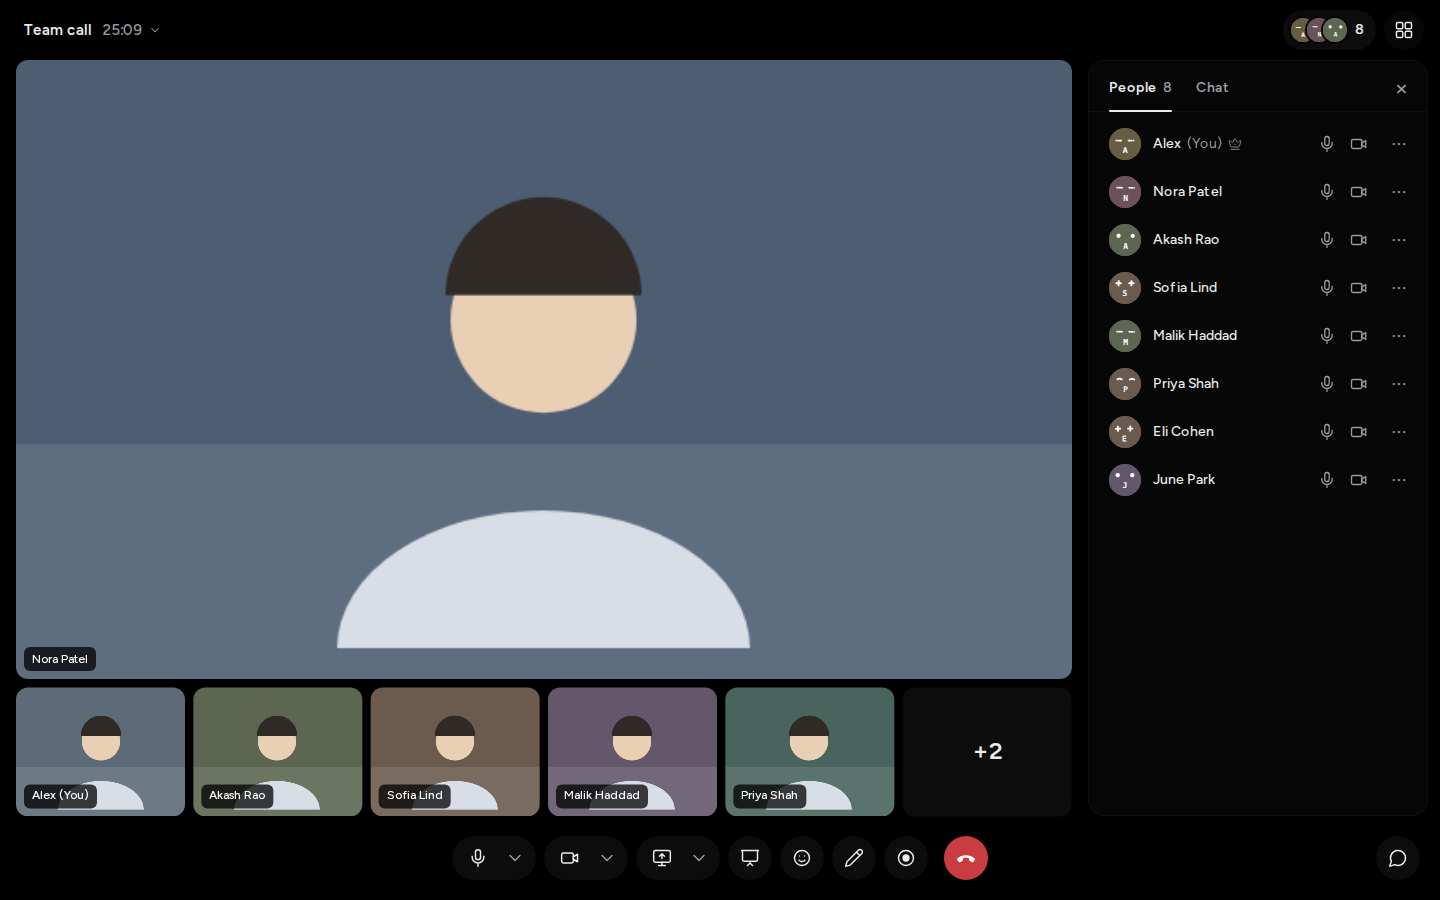 Team call 25:09
A N A 8
People 8 Chat
A Alex (You)
N Nora Patel
A Akash Rao
S Sofia Lind
M Malik Haddad
P Priya Shah
E Eli Cohen
J June Park
Nora Patel
Alex (You)
Akash Rao
Sofia Lind
Malik Haddad
Priya Shah
+2